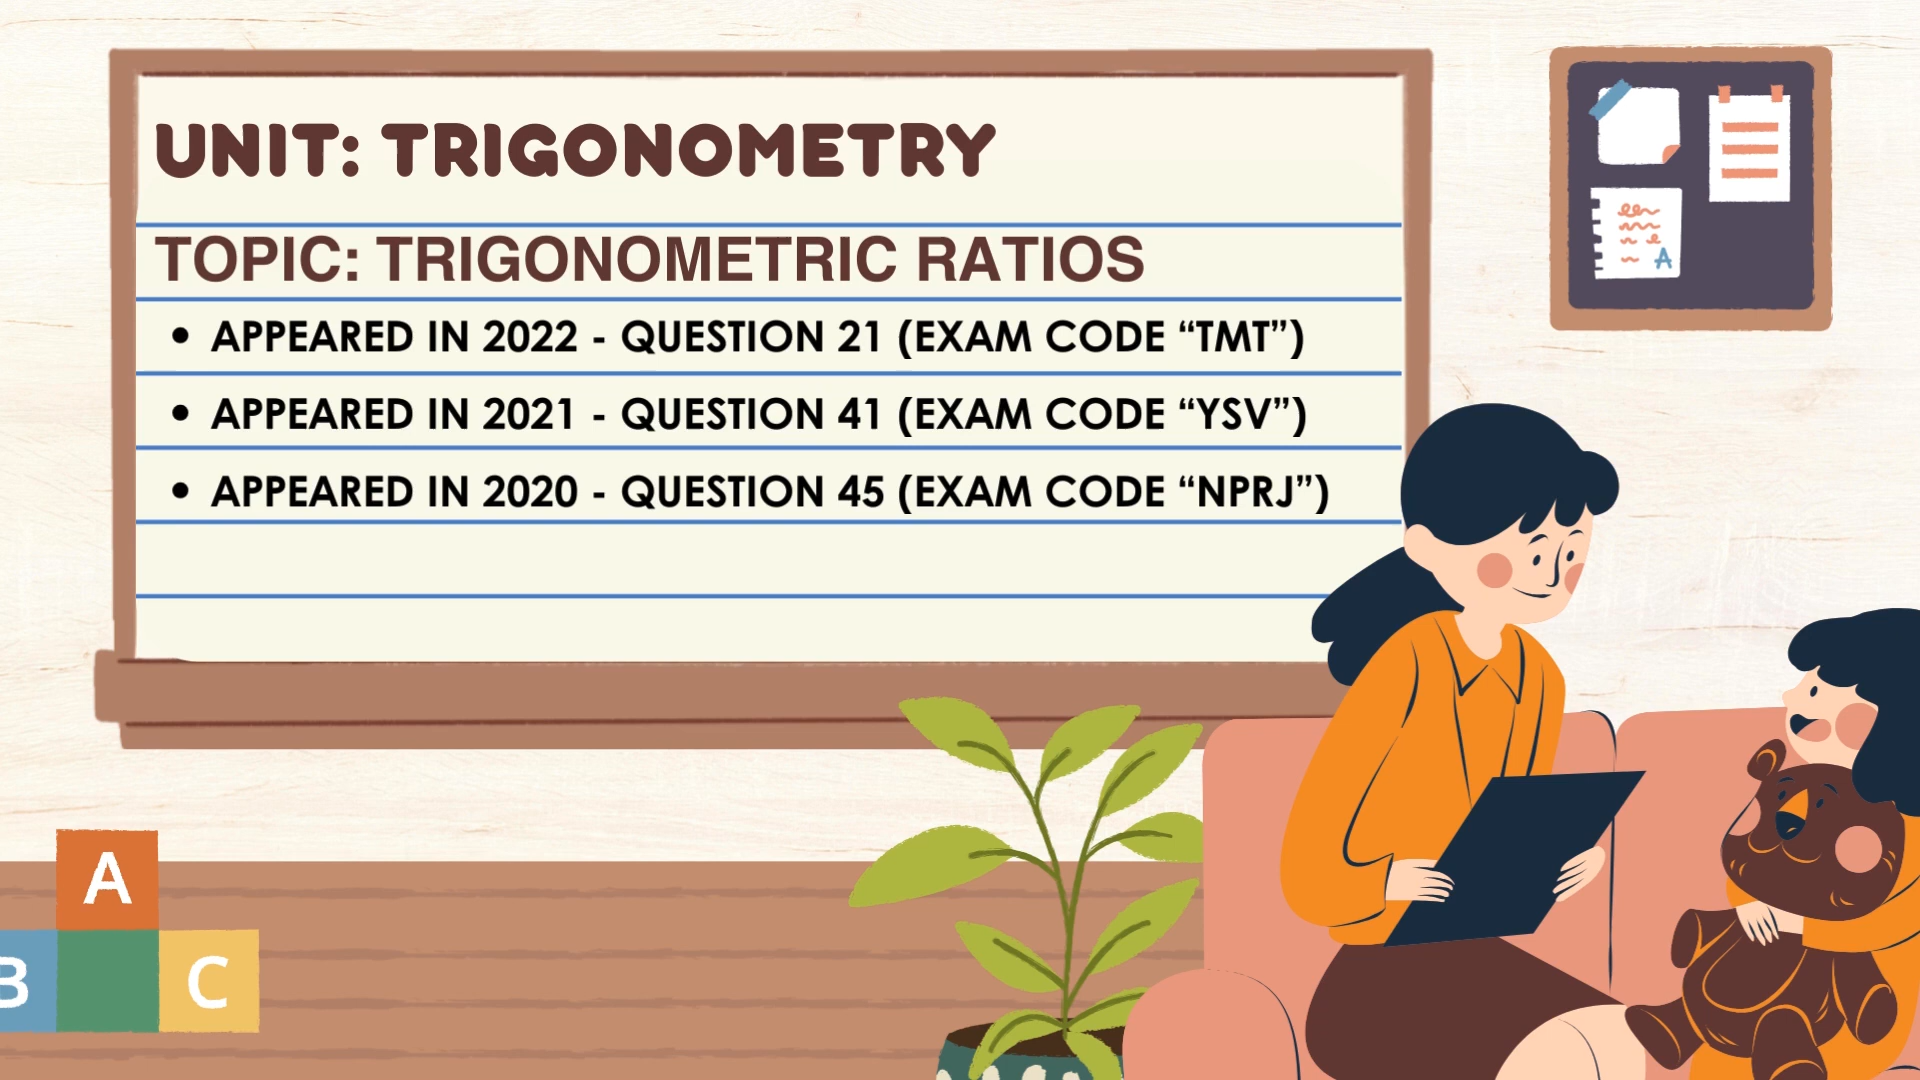 UNIT: TRIGONOMETRY
TOPIC: TRIGONOMETRIC RATIOS
• APPEARED IN 2022 - QUESTION 21 (EXAM CODE “TMT”)
• APPEARED IN 2021 - QUESTION 41 (EXAM CODE “YSV”)
• APPEARED IN 2020 - QUESTION 45 (EXAM CODE “NPRJ”)
A
A
B C